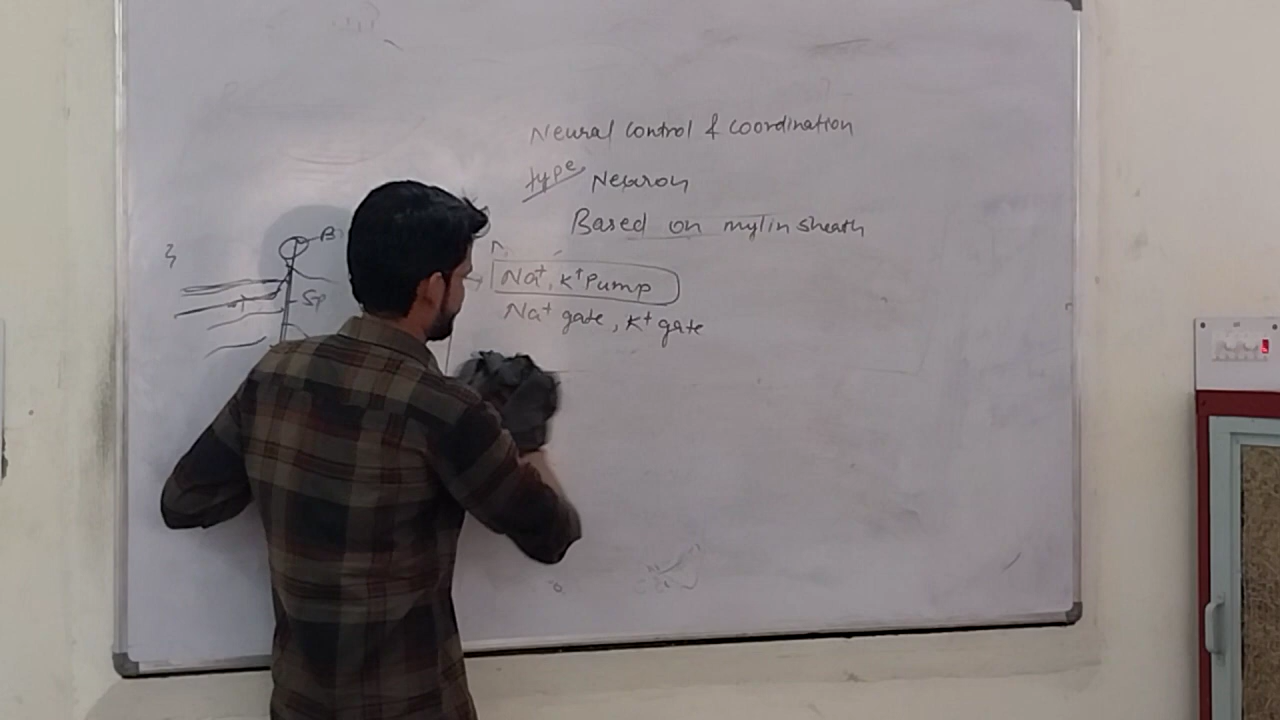 Neural control & coordination
type Neuron
Based on mylin sheath
Na⁺, K⁺ Pump
Na⁺ gate, K⁺ gate
B
Sp